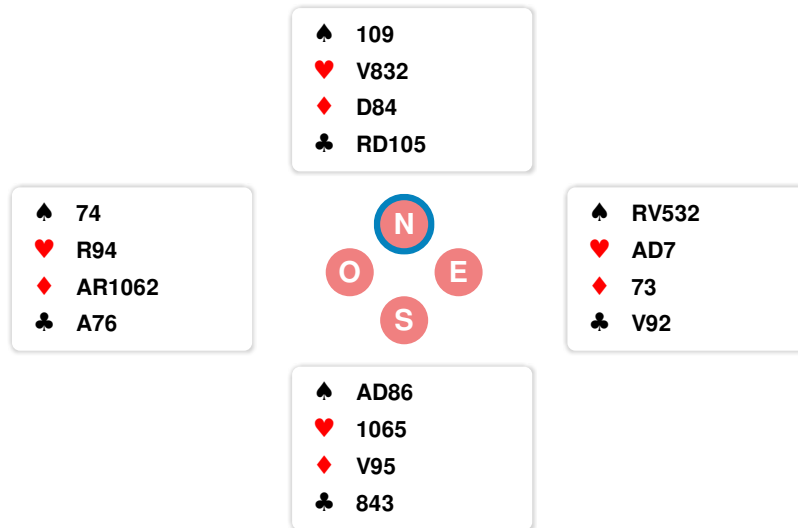 ♠ 109
♥ V832
♦ D84
♣ RD105
♠ 74
♥ R94
♦ AR1062
♣ A76
N
O
E
S
♠ RV532
♥ AD7
♦ 73
♣ V92
♠ AD86
♥ 1065
♦ V95
♣ 843